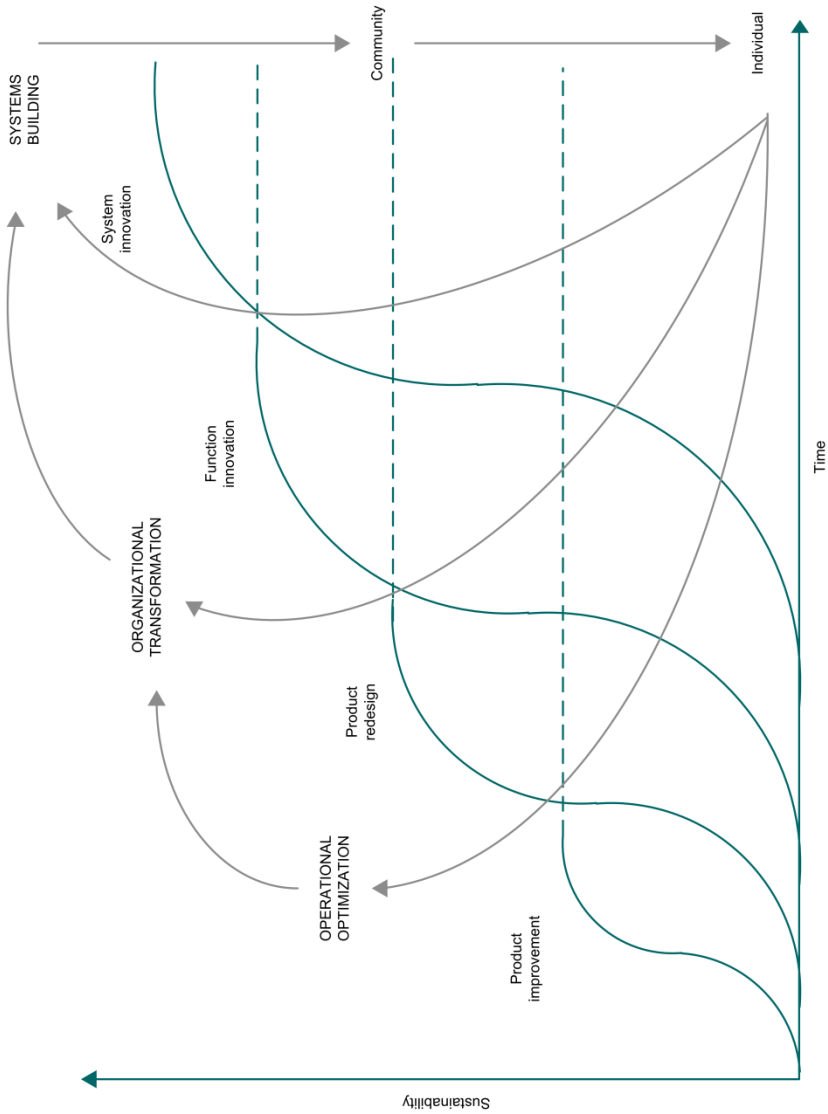 SYSTEMS
BUILDING
Community
Individual
System
innovation
Function
innovation
ORGANIZATIONAL
TRANSFORMATION
Product
redesign
OPERATIONAL
OPTIMIZATION
Product
improvement
Time
Sustainability